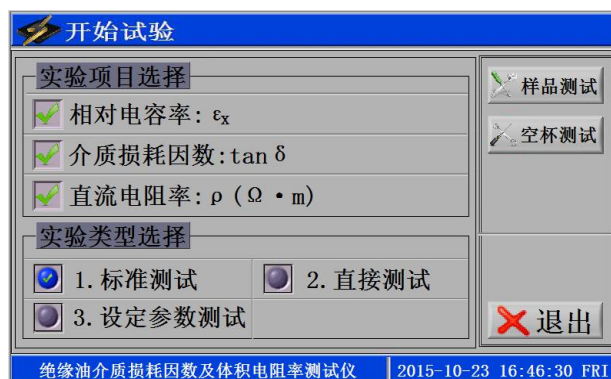 开始试验
实验项目选择
相对电容率: εx
介质损耗因数:tan δ
直流电阻率: ρ (Ω • m)
实验类型选择
1. 标准测试
2. 直接测试
3. 设定参数测试
样品测试
空杯测试
退出
绝缘油介质损耗因数及体积电阻率测试仪
2015-10-23 16:46:30 FRI